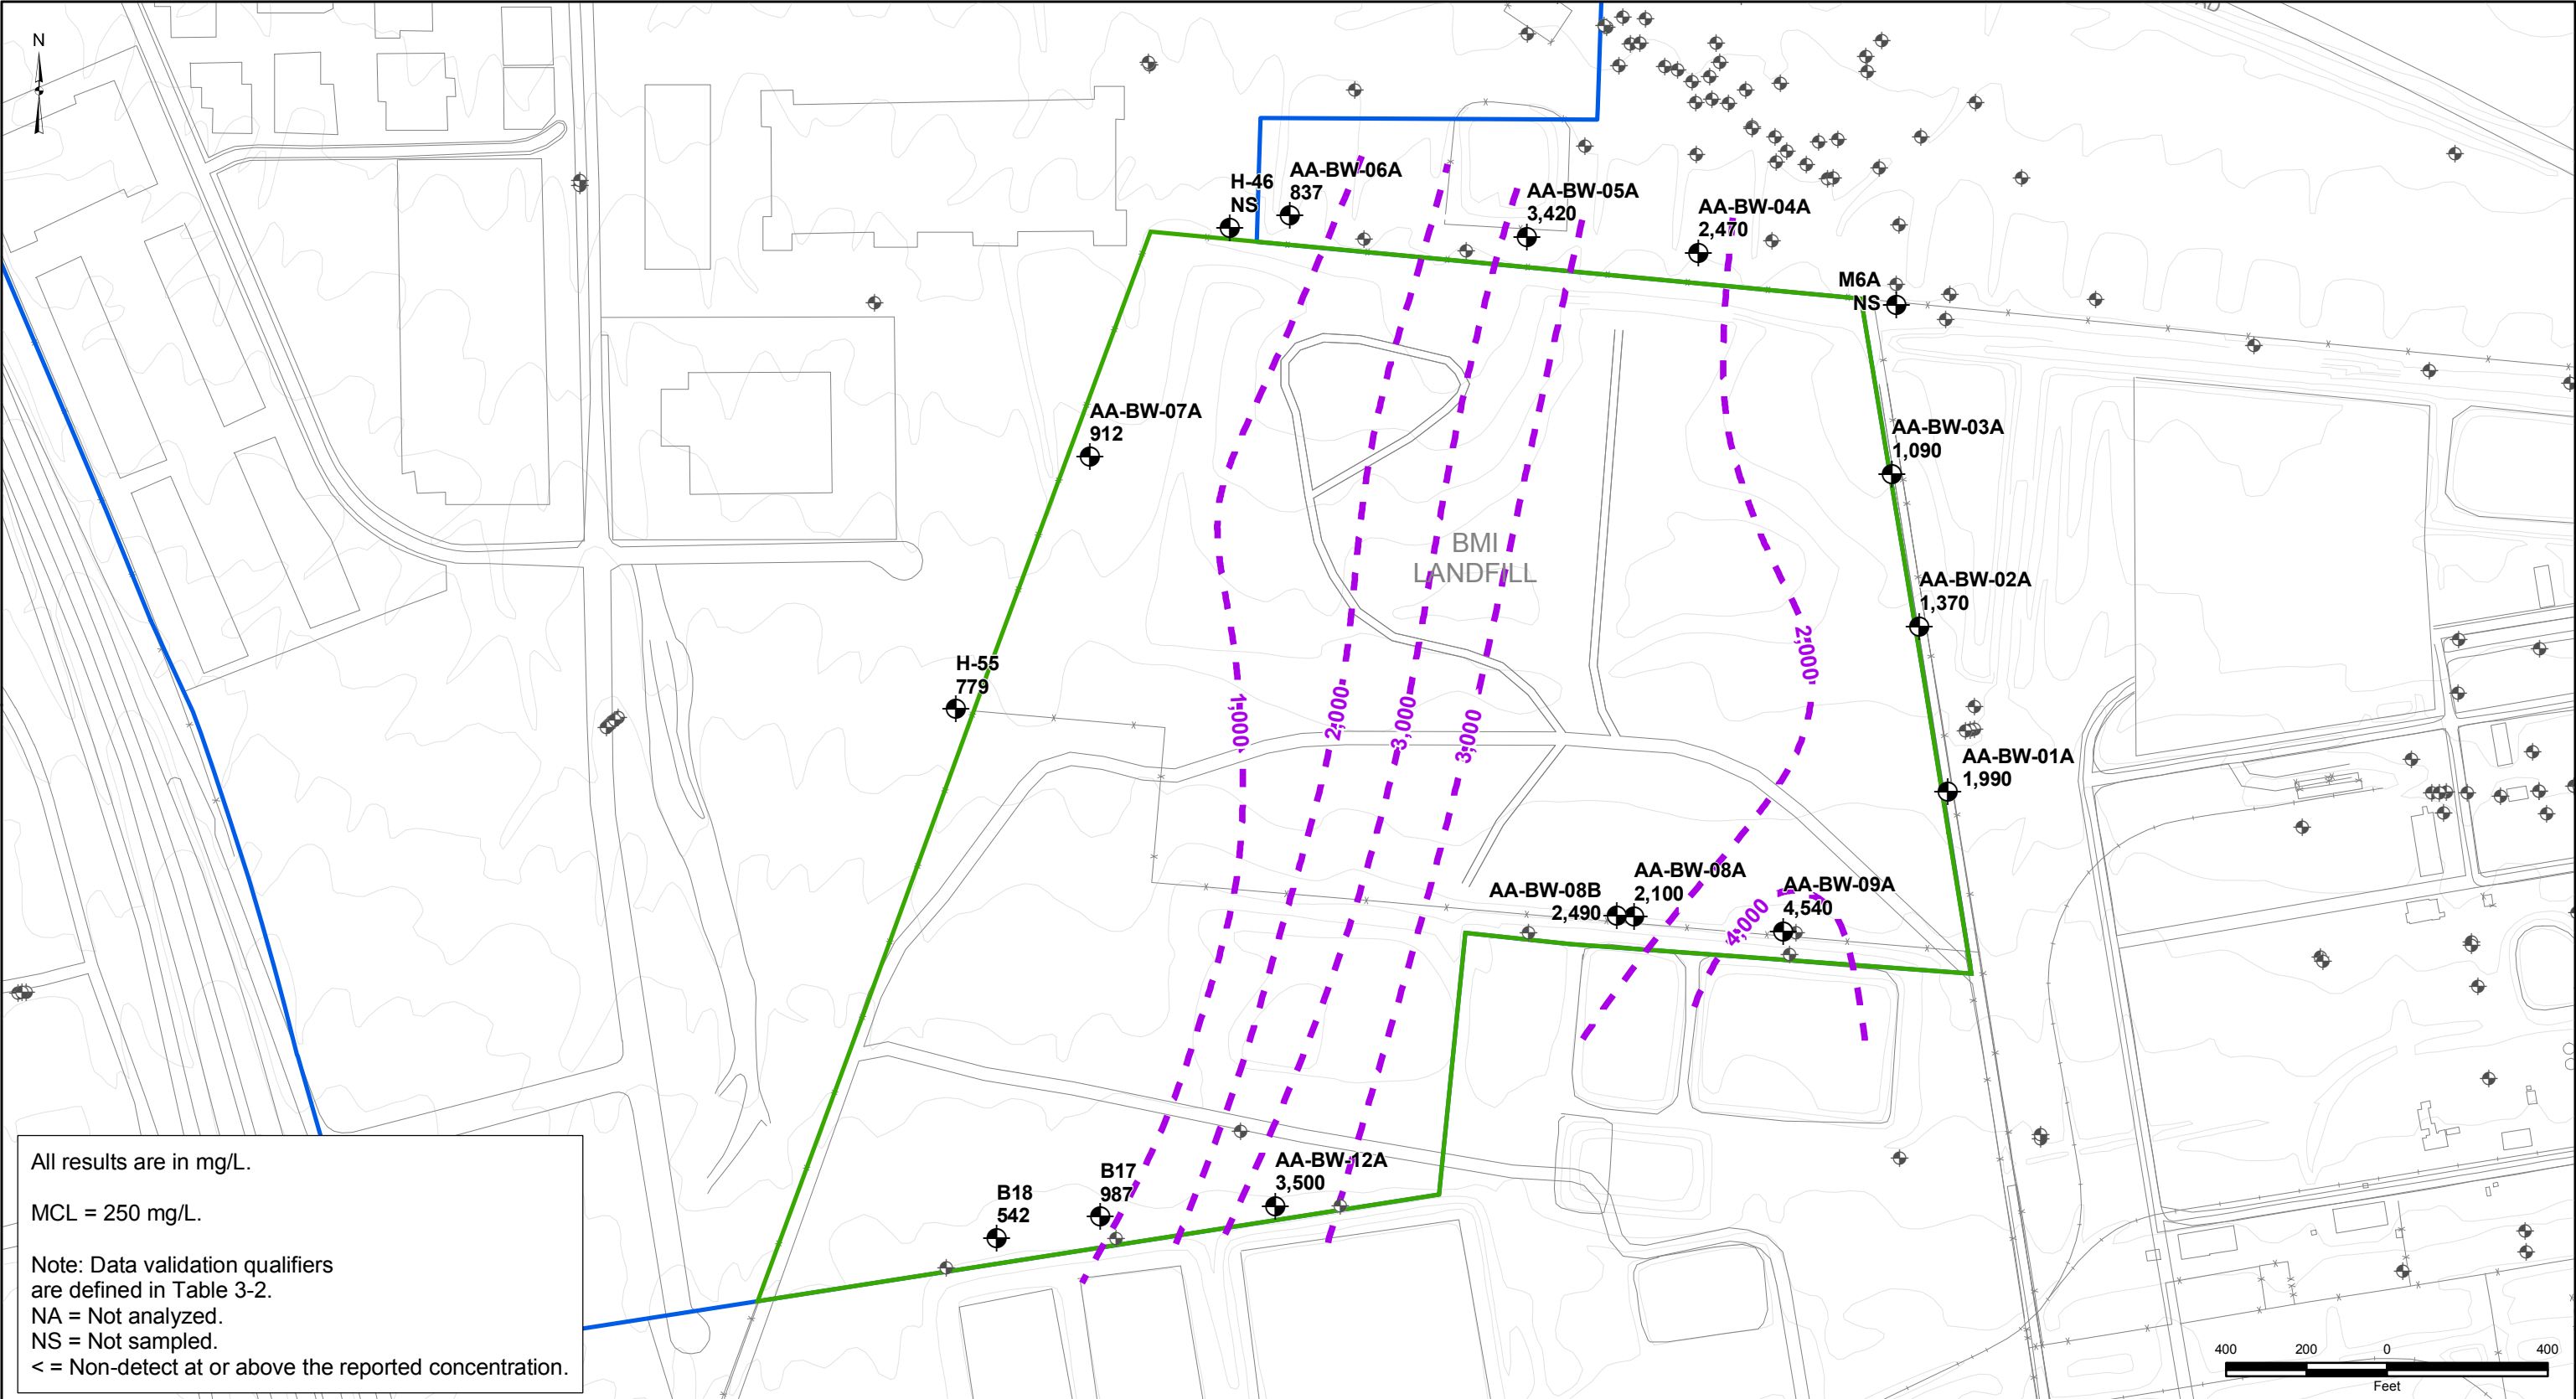 N
AA-BW-06A
837
H-46
NS
AA-BW-05A
3,420
AA-BW-04A
2,470
M6A
NS
AA-BW-07A
912
AA-BW-03A
1,090
BMI
LANDFILL
AA-BW-02A
1,370
H-55
779
1,000
2,000
3,000
3,000
2,000
AA-BW-01A
1,990
AA-BW-08B
2,490
AA-BW-08A
2,100
AA-BW-09A
4,540
4,000
B18
542
B17
987
AA-BW-12A
3,500
All results are in mg/L.
MCL = 250 mg/L.
Note: Data validation qualifiers
are defined in Table 3-2.
NA = Not analyzed.
NS = Not sampled.
< = Non-detect at or above the reported concentration.
400 200 0 400
Feet